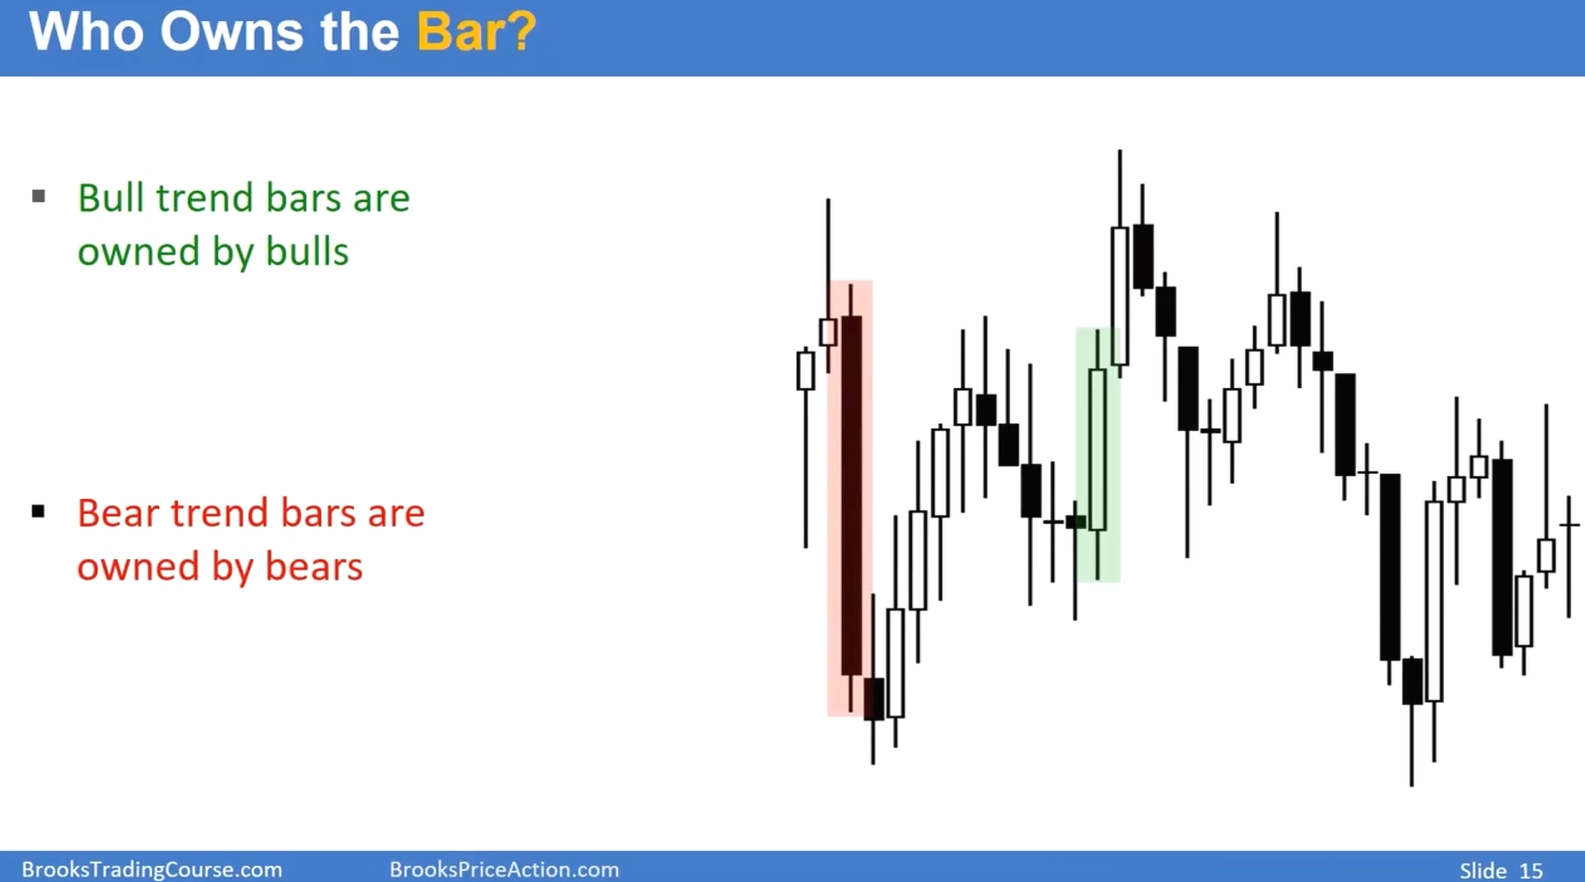 Who Owns the Bar?
Bull trend bars are
owned by bulls
Bear trend bars are
owned by bears
BrooksTradingCourse.com
BrooksPriceAction.com
Slide 15